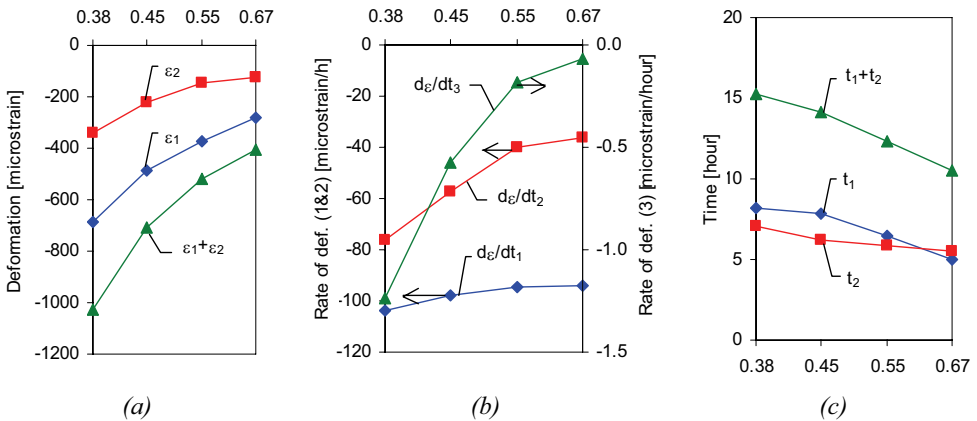 0.38 0.45 0.55 0.67
0
-200
-400
-600
-800
-1000
-1200
Deformation [microstrain]
ε2
ε1
ε1+ε2
(a)
0.38 0.45 0.55 0.67
0
-20
-40
-60
-80
-100
-120
Rate of def. (1&2) [microstrain/h]
0.0
-0.5
-1.0
-1.5
Rate of def. (3) [microstrain/hour]
dε/dt3
dε/dt2
dε/dt1
(b)
20
15
10
5
0
Time [hour]
t1+t2
t1
t2
0.38 0.45 0.55 0.67
(c)